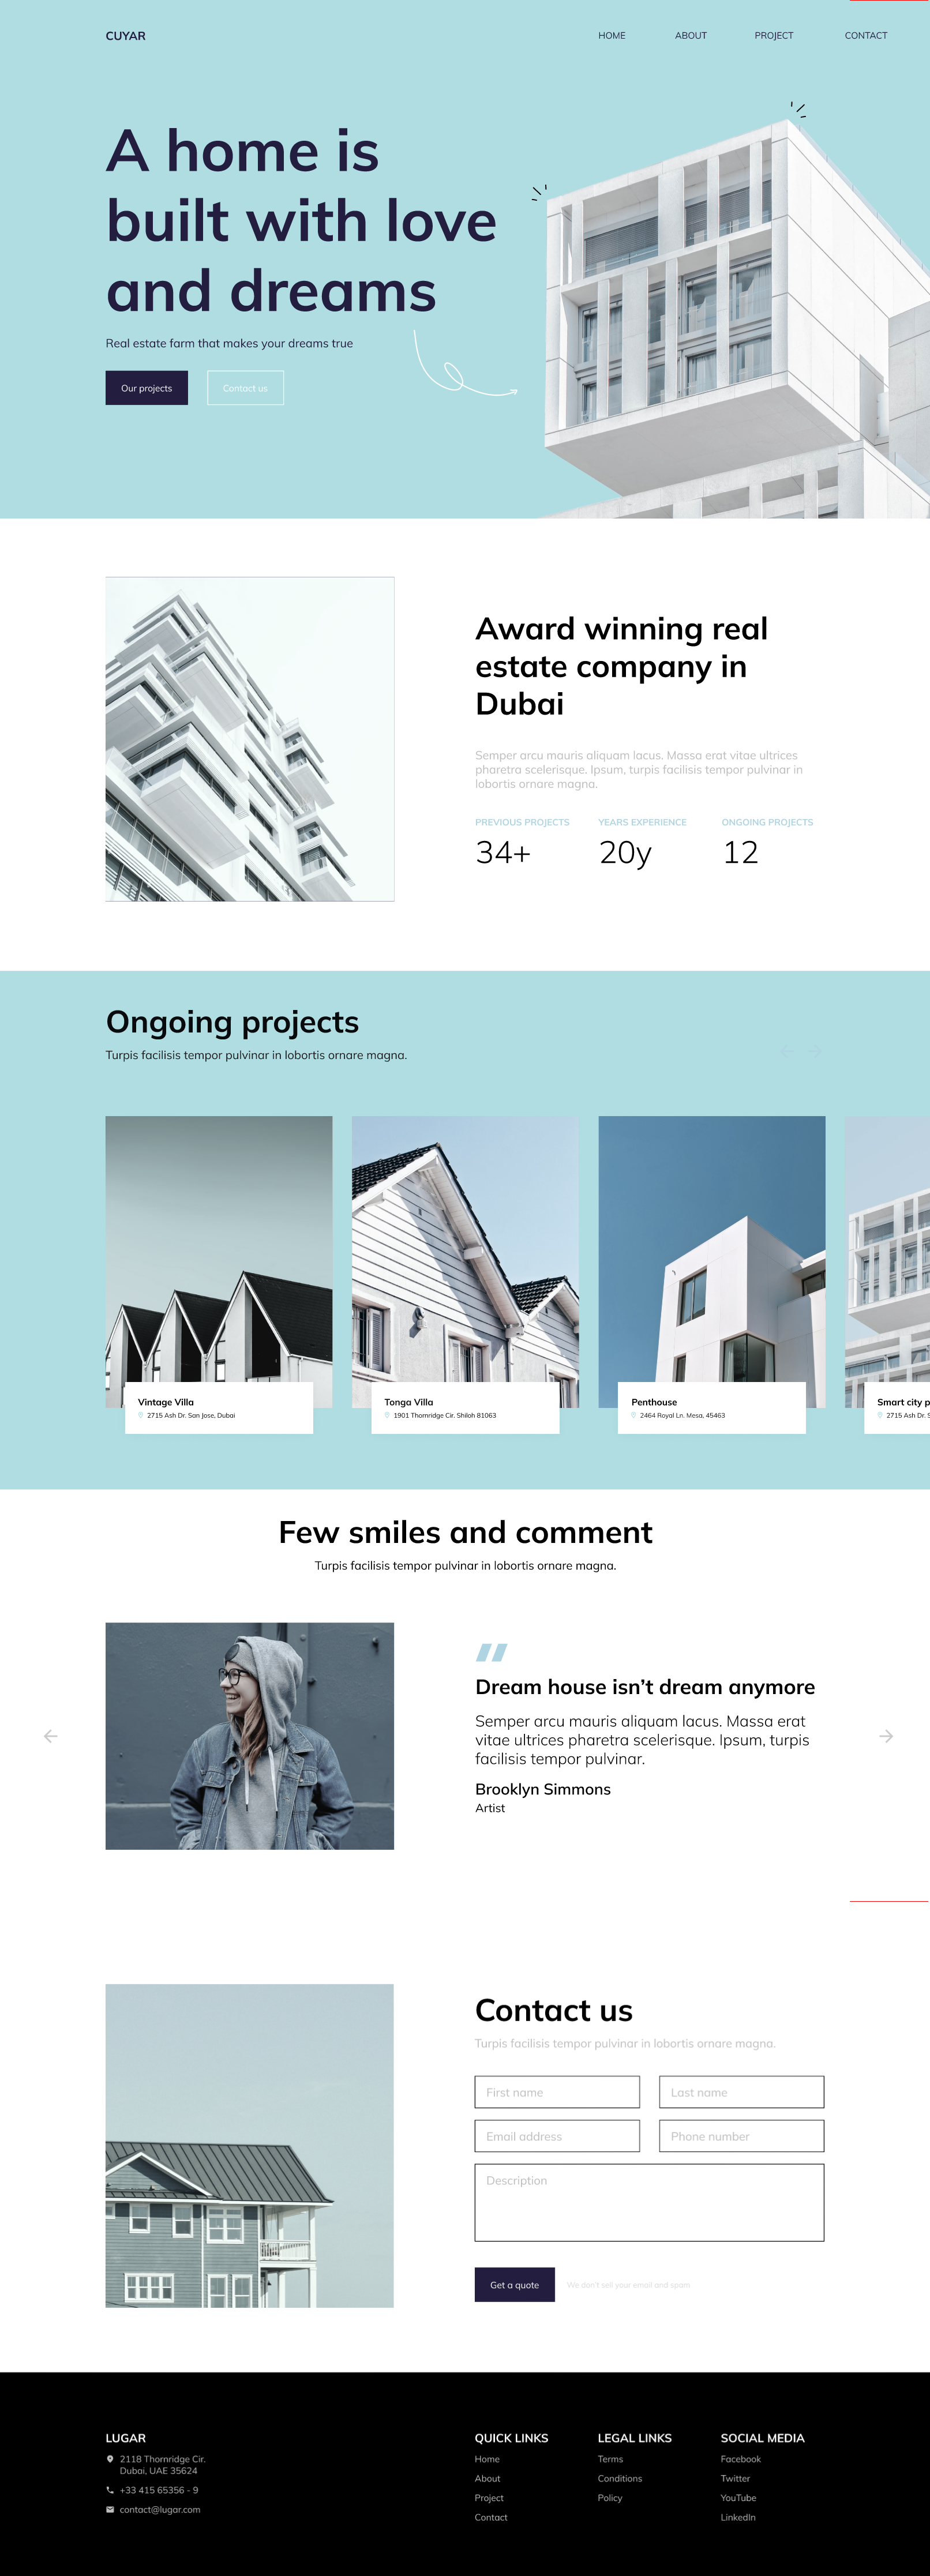 CUYAR
HOME
ABOUT
PROJECT
CONTACT
A home is
built with love
and dreams
Real estate farm that makes your dreams true
Our projects
Contact us
Award winning real
estate company in
Dubai
Semper arcu mauris aliquam lacus. Massa erat vitae ultrices
pharetra scelerisque. Ipsum, turpis facilisis tempor pulvinar in
lobortis ornare magna.
PREVIOUS PROJECTS
34+
YEARS EXPERIENCE
20y
ONGOING PROJECTS
12
Ongoing projects
Turpis facilisis tempor pulvinar in lobortis ornare magna.
Vintage Villa
2715 Ash Dr. San Jose, Dubai
Tonga Villa
1901 Thornridge Cir. Shiloh 81063
Penthouse
2464 Royal Ln. Mesa, 45463
Smart city p
2715 Ash Dr. S
Few smiles and comment
Turpis facilisis tempor pulvinar in lobortis ornare magna.
Dream house isn’t dream anymore
Semper arcu mauris aliquam lacus. Massa erat
vitae ultrices pharetra scelerisque. Ipsum, turpis
facilisis tempor pulvinar.
Brooklyn Simmons
Artist
Contact us
Turpis facilisis tempor pulvinar in lobortis ornare magna.
First name
Last name
Email address
Phone number
Description
Get a quote
We don’t sell your email and spam
LUGAR
2118 Thornridge Cir.
Dubai, UAE 35624
+33 415 65356 - 9
contact@lugar.com
QUICK LINKS
Home
About
Project
Contact
LEGAL LINKS
Terms
Conditions
Policy
SOCIAL MEDIA
Facebook
Twitter
YouTube
LinkedIn